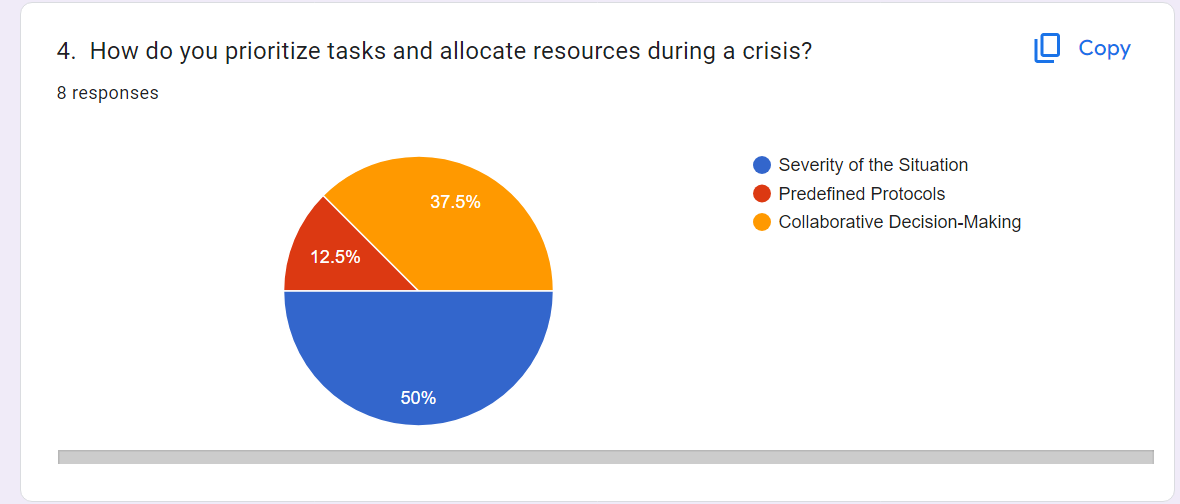 4. How do you prioritize tasks and allocate resources during a crisis?
Copy
8 responses
37.5%
12.5%
50%
Severity of the Situation
Predefined Protocols
Collaborative Decision-Making